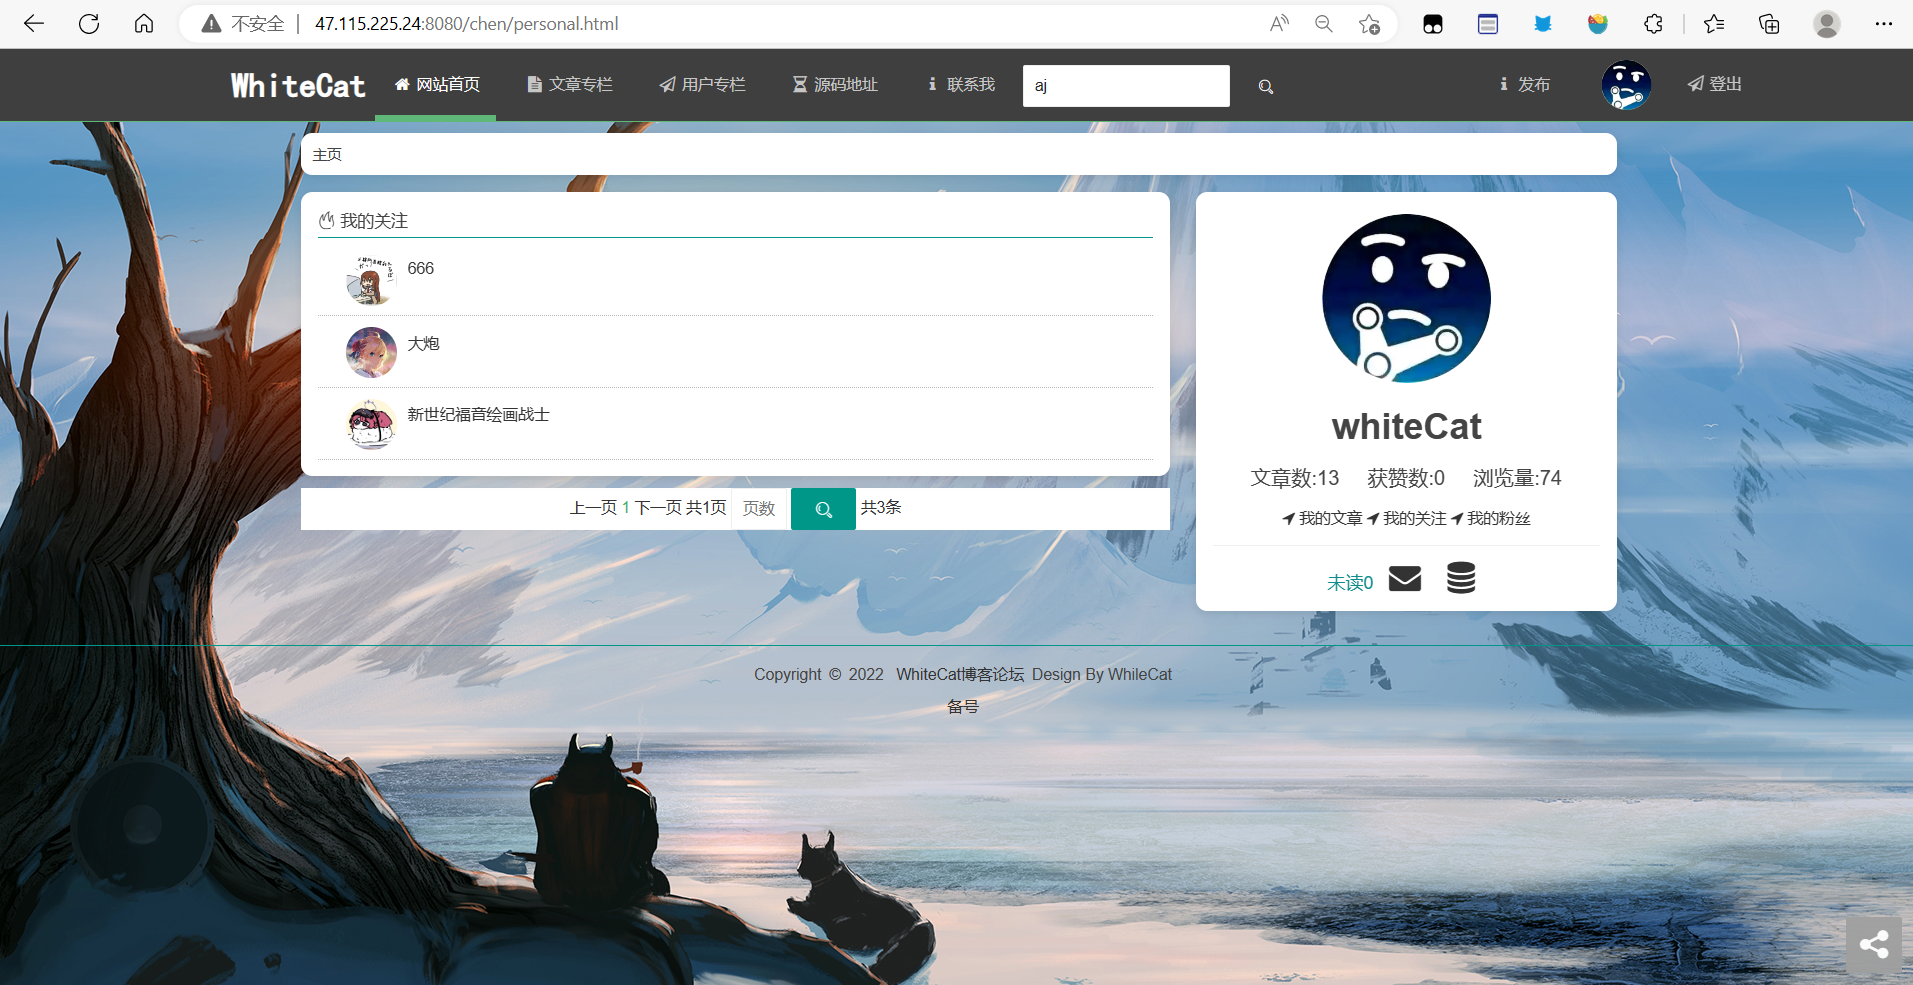 不安全 47.115.225.24:8080/chen/personal.html
WhiteCat 网站首页 文章专栏 用户专栏 源码地址 联系我 aj 发布 登出
主页
我的关注
666
大炮
新世纪福音绘画战士
上一页 1 下一页 共1页 页数 共3条
whiteCat
文章数:13 获赞数:0 浏览量:74
我的文章 我的关注 我的粉丝
未读0
Copyright © 2022 WhiteCat博客论坛 Design By WhileCat
备号